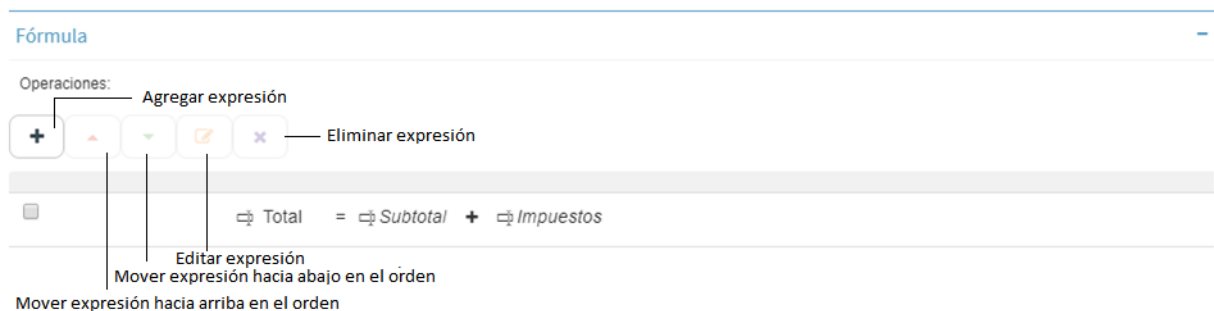 Fórmula
Operaciones:
Agregar expresión
Eliminar expresión
Total = Subtotal + Impuestos
Editar expresión
Mover expresión hacia abajo en el orden
Mover expresión hacia arriba en el orden